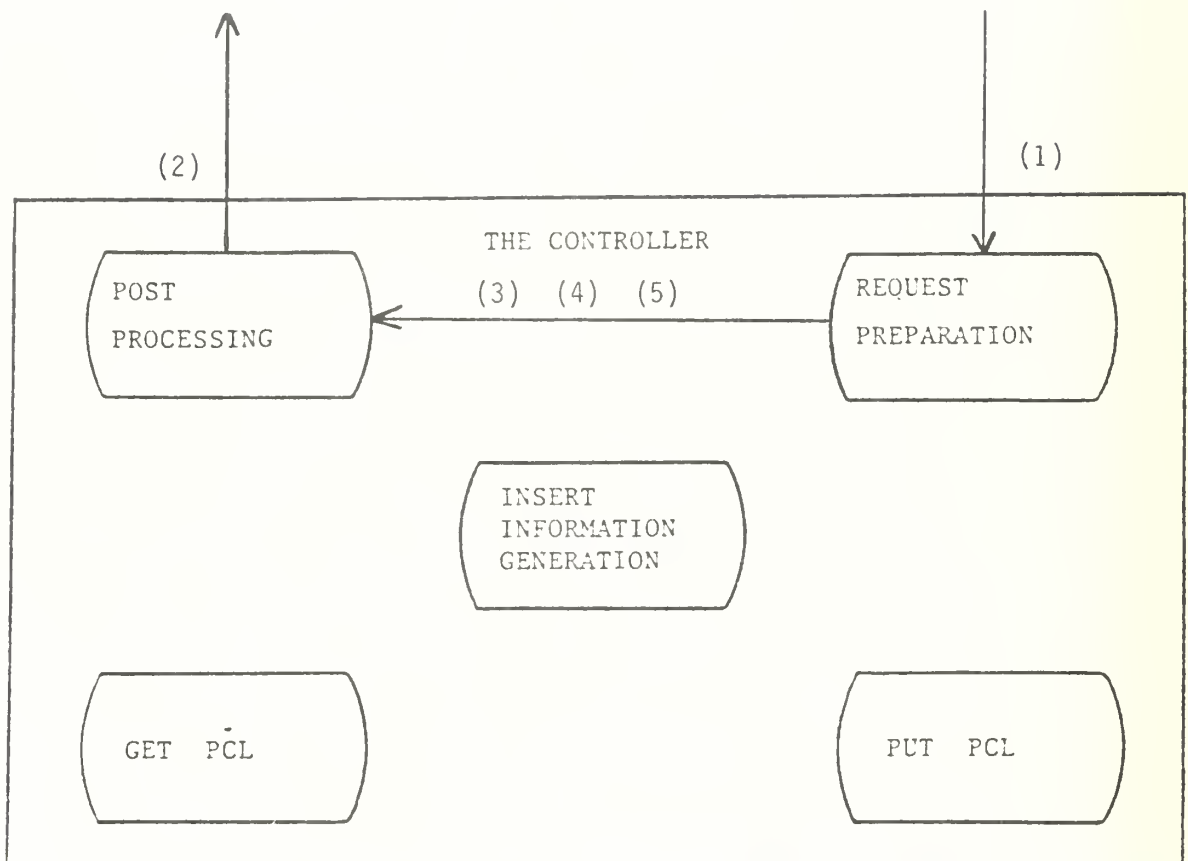 (2)
(1)
THE CONTROLLER
POST
PROCESSING
(3) (4) (5)
REQUEST
PREPARATION
INSERT
INFORMATION
GENERATION
GET PCL
PUT PCL